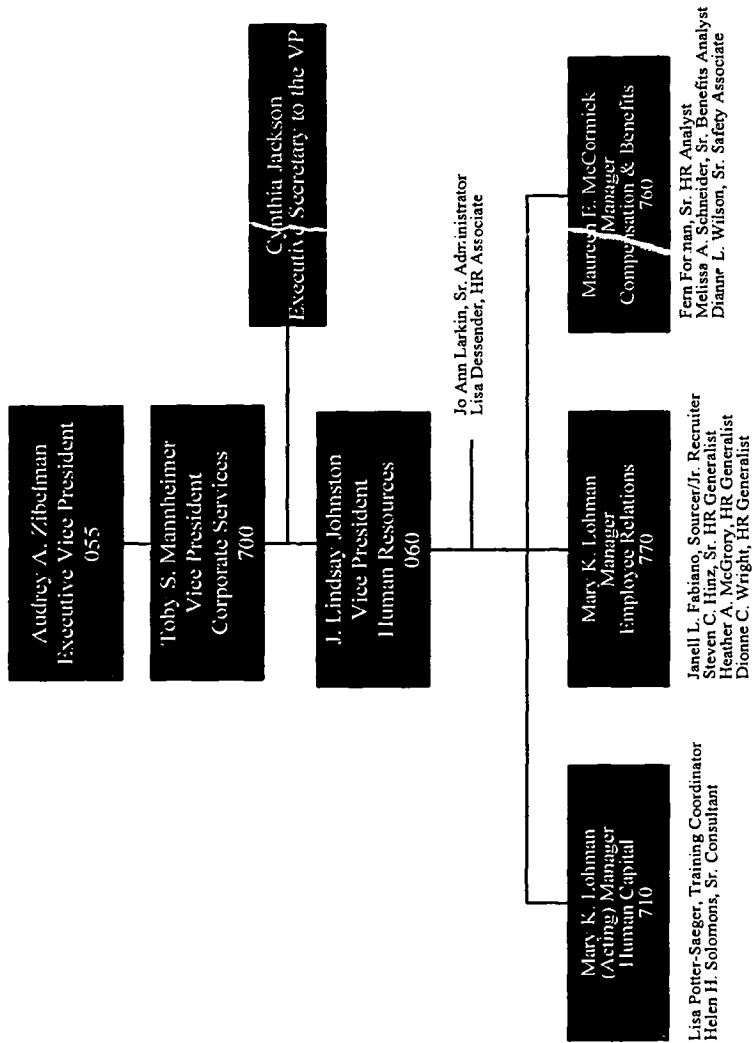 Audrey A. Zibelman
Executive Vice President
055
Toby S. Mannheimer
Vice President
Corporate Services
700
Cynthia Jackson
Executive Secretary to the VP
J. Lindsay Johnston
Vice President
Human Resources
060
Jo Ann Larkin, Sr. Administrator
Lisa Dessender, HR Associate
Mary K. Lohman
(Acting) Manager
Human Capital
710
Lisa Potter-Saeger, Training Coordinator
Helen H. Solomons, Sr. Consultant
Mary K. Lohman
Manager
Employee Relations
770
Janell L. Fabiano, Sourcer/Jr. Recruiter
Steven C. Hinz, Sr. HR Generalist
Heather A. McGrory, HR Generalist
Dionne C. Wright, HR Generalist
Maureen E. McCormick
Manager
Compensation & Benefits
760
Fern Forman, Sr. HR Analyst
Melissa A. Schneider, Sr. Benefits Analyst
Dianne L. Wilson, Sr. Safety Associate